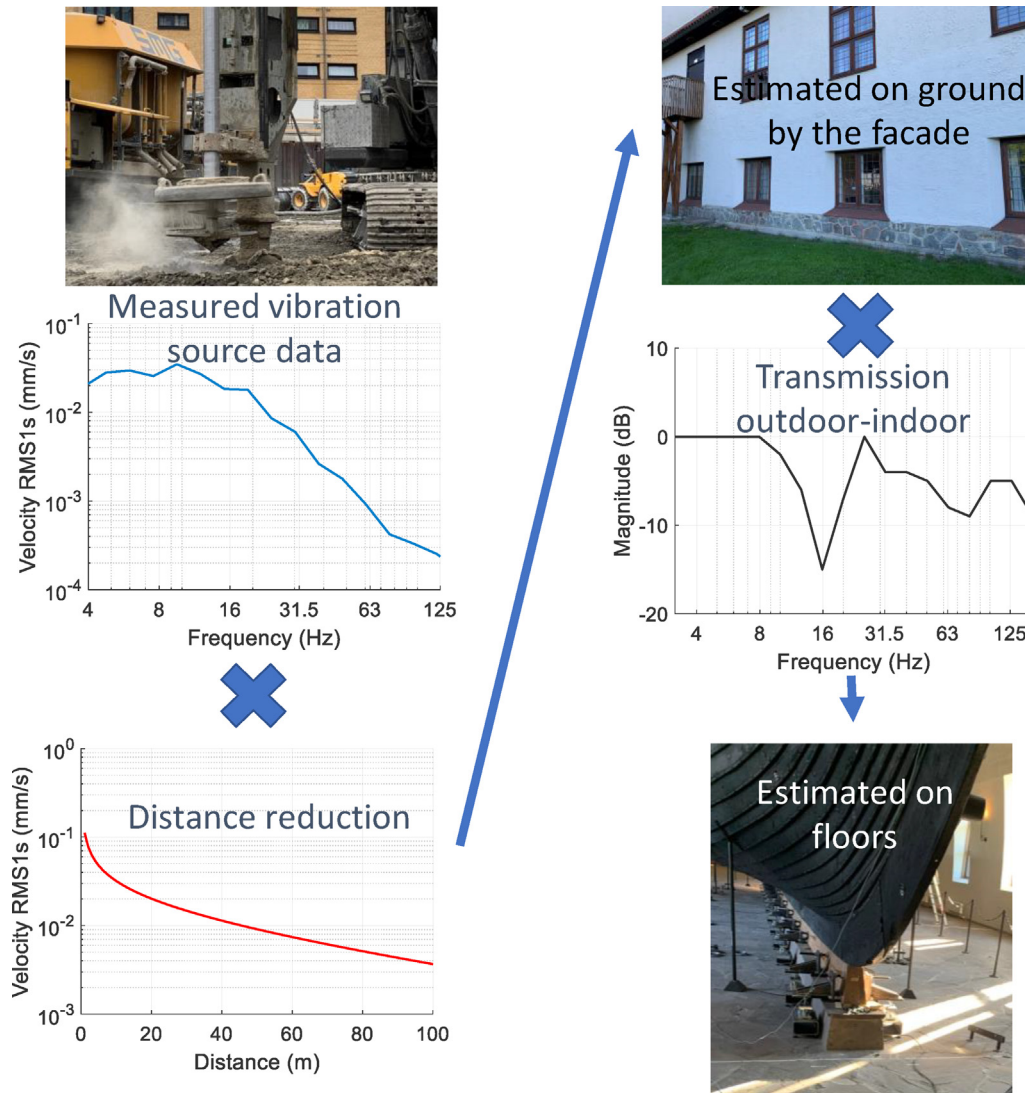 SMG
Measured vibration
source data
10-1
10-2
10-3
10-4
Velocity RMS1s (mm/s)
4 8 16 31.5 63 125
Frequency (Hz)
100
10-1
10-2
10-3
Velocity RMS1s (mm/s)
Distance reduction
0 20 40 60 80 100
Distance (m)
Estimated on ground
by the facade
Transmission
outdoor-indoor
10
0
-10
-20
Magnitude (dB)
4 8 16 31.5 63 125
Frequency (Hz)
Estimated on
floors